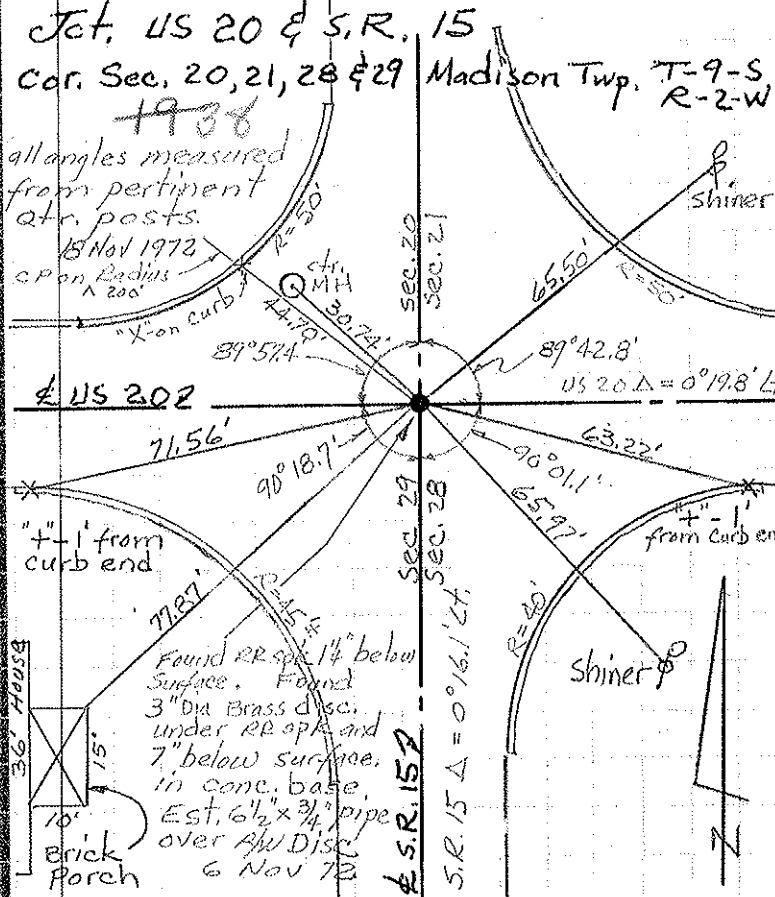 Jct. US 20 & S.R. 15
Cor. Sec. 20, 21, 28 & 29 Madison Twp. T-9-S
R-2-W
1938
all angles measured
from pertinent
Qtr. posts.
18 Nov 1972
CP on Radius
"X" on curb
R=50'
ctr.
MH
44.70'
30.74'
Sec. 20
Sec. 21
65.50'
R=50'
shiner
89°57.4
89°42.8'
US 20 Δ = 0°19.8' Lt
℄ US 20
71.56'
90°18.7'
90°01.1'
63.22'
65.97'
Sec. 29
Sec. 28
"+"-1' from
curb end
"+"-1'
from curb en
77.87'
R=45'±
R=40'
Shiner
Found RR spk 1¼" below
Surface. Found
3" Dia Brass disc.
under RR spk and
7" below surface.
in conc. base
Est. 6½" x ¾" pipe
over R/W Disc
6 Nov 72
36' House
15'
10'
Brick
Porch
℄ S.R. 15
S.R. 15 Δ = 0°16.1' Lt.
N